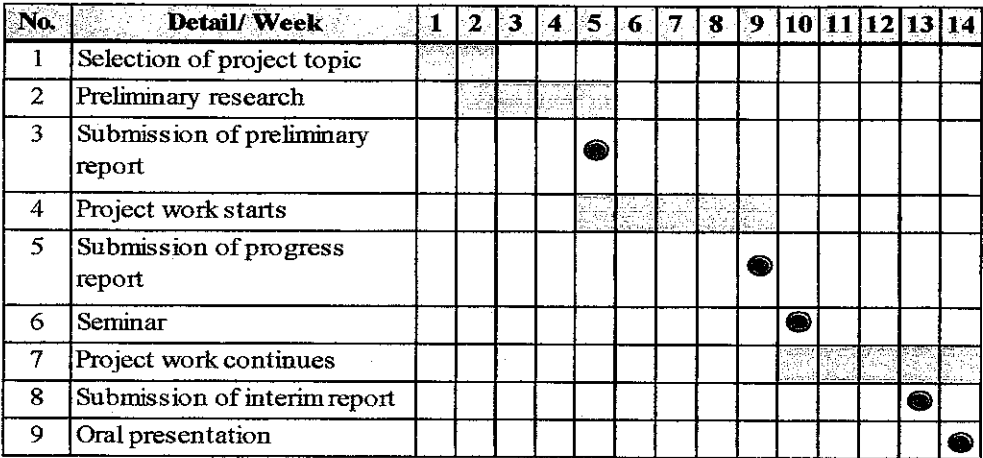 No. Detail/ Week 1 2 3 4 5 6 7 8 9 10 11 12 13 14
1 Selection of project topic
2 Preliminary research
3 Submission of preliminary
report
4 Project work starts
5 Submission of progress
report
6 Seminar
7 Project work continues
8 Submission of interim report
9 Oral presentation